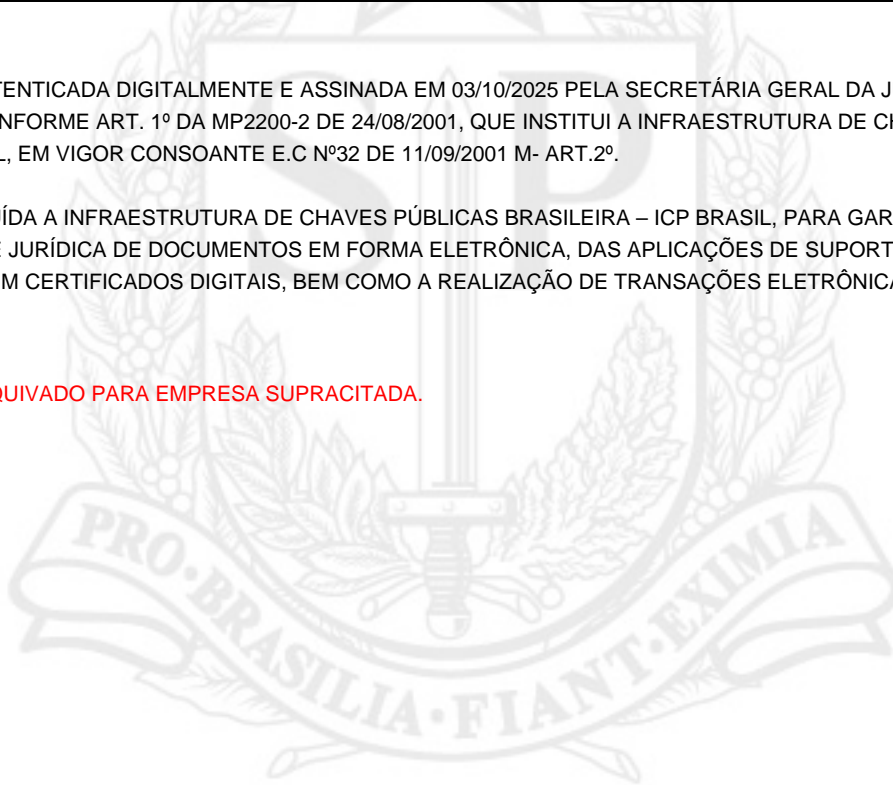 TENTICADA DIGITALMENTE E ASSINADA EM 03/10/2025 PELA SECRETÁRIA GERAL DA J
NFORME ART. 1º DA MP2200-2 DE 24/08/2001, QUE INSTITUI A INFRAESTRUTURA DE CH
L, EM VIGOR CONSOANTE E.C Nº32 DE 11/09/2001 M- ART.2º.
UÍDA A INFRAESTRUTURA DE CHAVES PÚBLICAS BRASILEIRA – ICP BRASIL, PARA GAR
E JURÍDICA DE DOCUMENTOS EM FORMA ELETRÔNICA, DAS APLICAÇÕES DE SUPORT
M CERTIFICADOS DIGITAIS, BEM COMO A REALIZAÇÃO DE TRANSAÇÕES ELETRÔNICA
QUIVADO PARA EMPRESA SUPRACITADA.
SP
PRO·BRASILIA·FIANT·EXIMIA